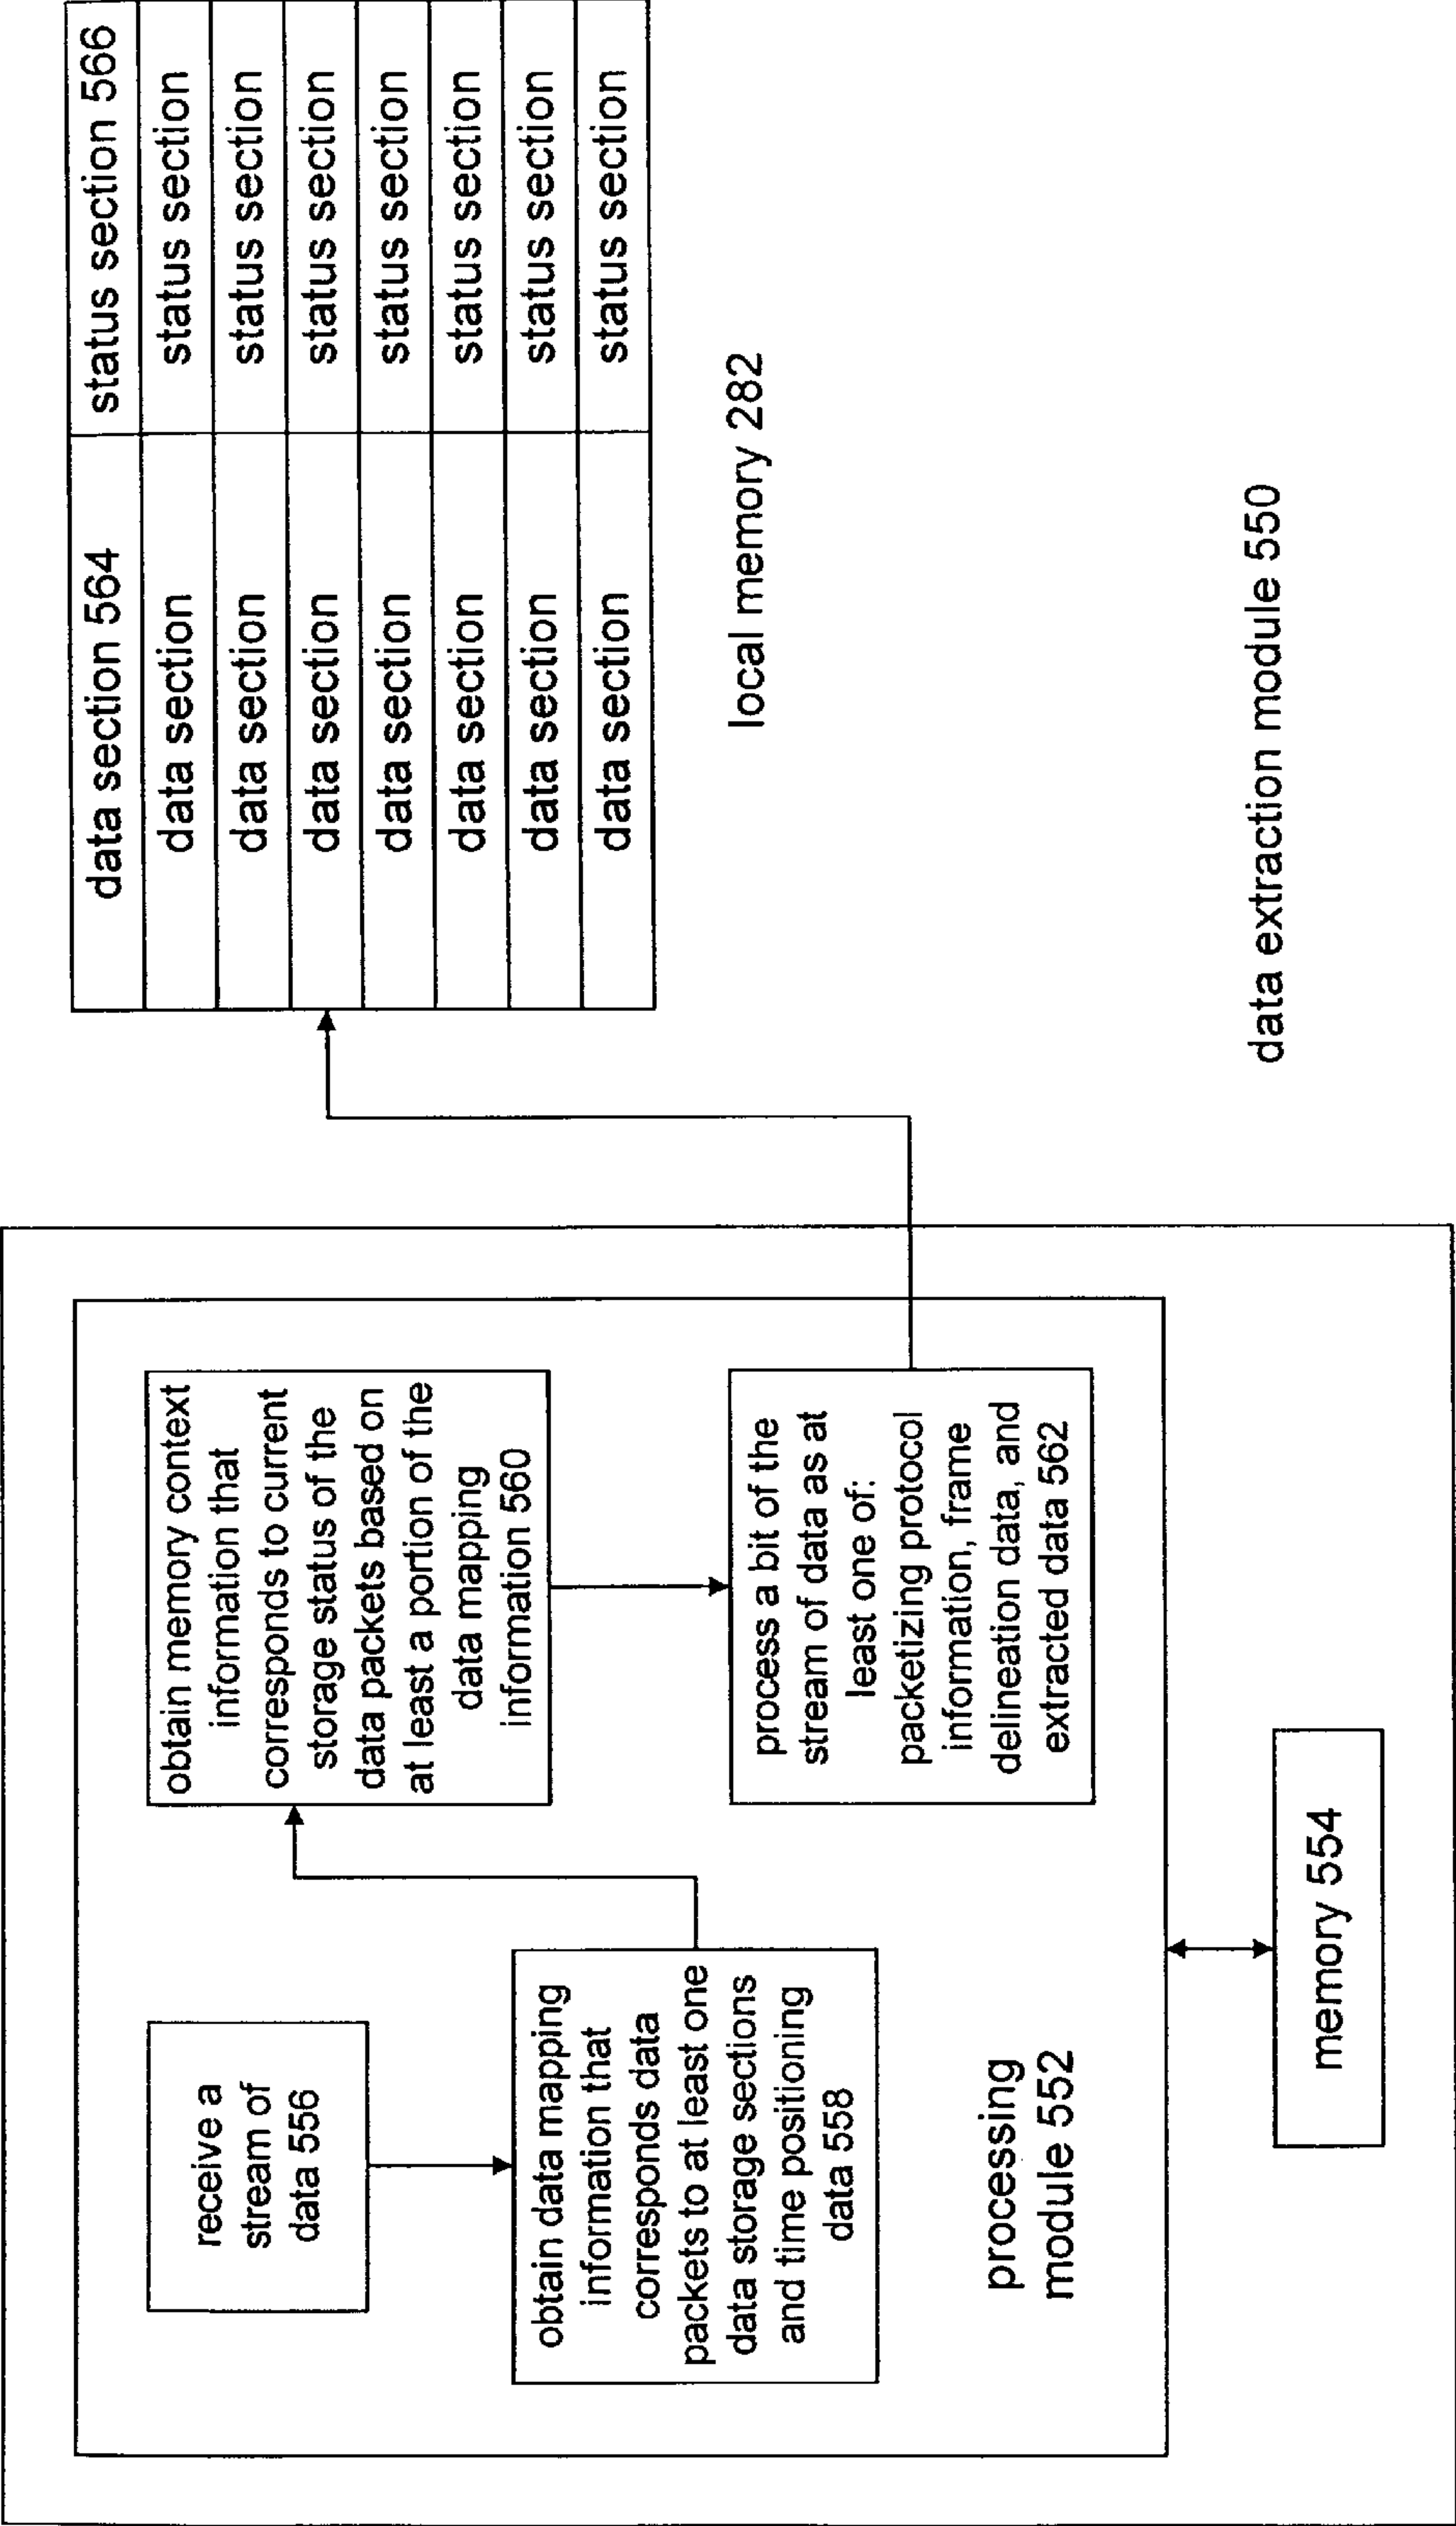 receive a
stream of
data 556
obtain data mapping
information that
corresponds data
packets to at least one
data storage sections
and time positioning
data 558
obtain memory context
information that
corresponds to current
storage status of the
data packets based on
at least a portion of the
data mapping
information 560
process a bit of the
stream of data as at
least one of:
packetizing protocol
information, frame
delineation data, and
extracted data 562
processing
module 552
memory 554
data section 564 status section 566
data section status section
data section status section
data section status section
data section status section
data section status section
data section status section
data section status section
local memory 282
data extraction module 550